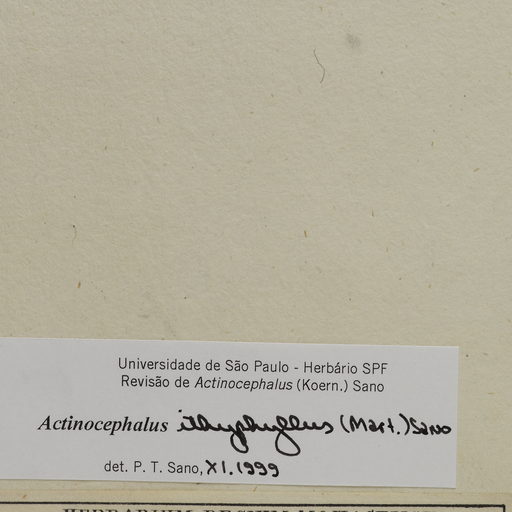 Universidade de São Paulo - Herbário SPF
Revisão de Actinocephalus (Koern.) Sano
Actinocephalus ithyphyllus (Mart.) Sano
det. P. T. Sano, XI.1999